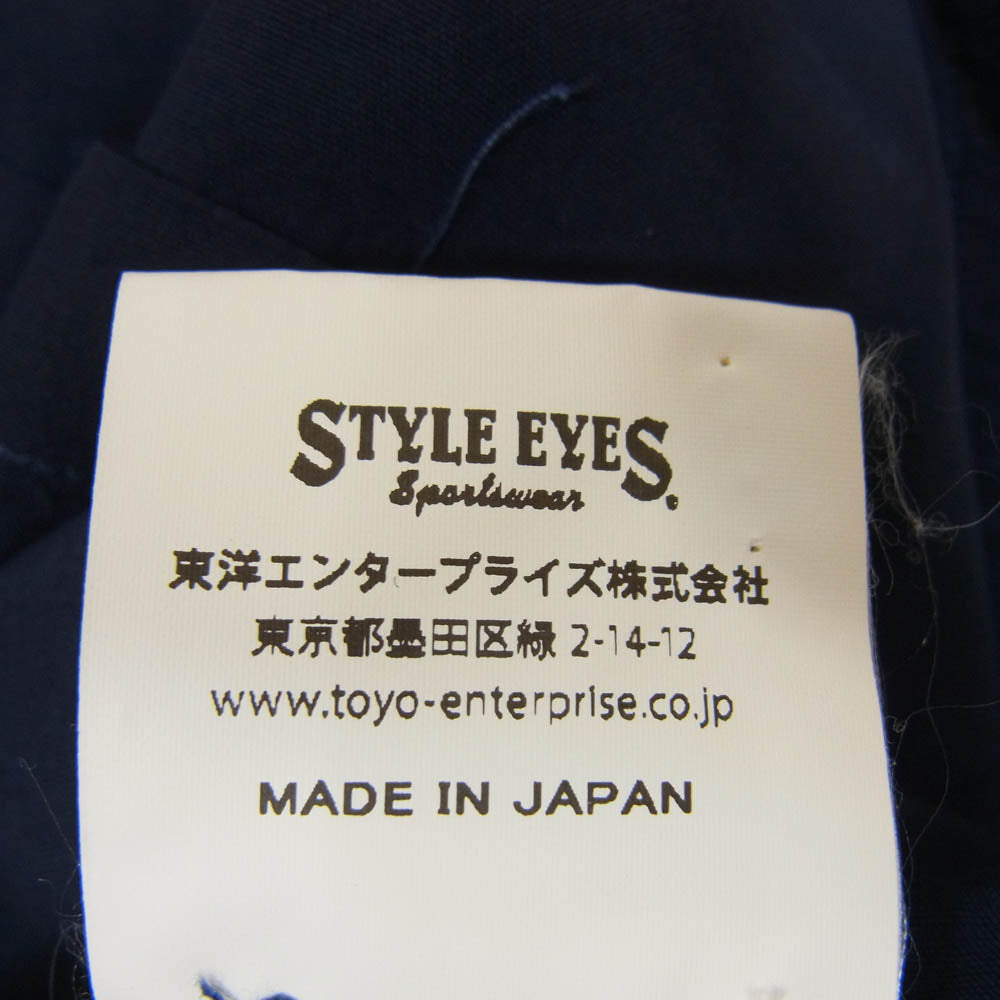 STYLE EYES.
Sportswear
東洋エンタープライズ株式会社
東京都墨田区緑 2-14-12
www.toyo-enterprise.co.jp
MADE IN JAPAN